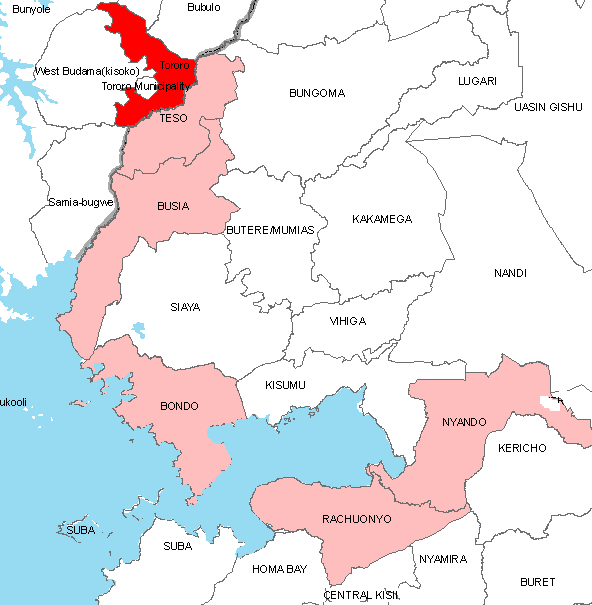 Bunyole
Bubulo
Tororo
West Budama(kisoko)
Tororo Municipality
TESO
BUNGOMA
LUGARI
UASIN GISHU
Samia-bugwe
BUSIA
BUTERE/MUMIAS
KAKAMEGA
NANDI
SIAYA
VIHIGA
KISUMU
ukooli
BONDO
NYANDO
KERICHO
SUBA
SUBA
RACHUONYO
HOMA BAY
NYAMIRA
BURET
CENTRAL KISII